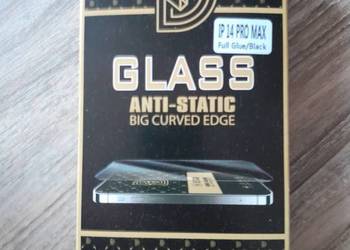 IP 14 PRO MAX
Full Glue/Black
GLASS
ANTI-STATIC
BIG CURVED EDGE